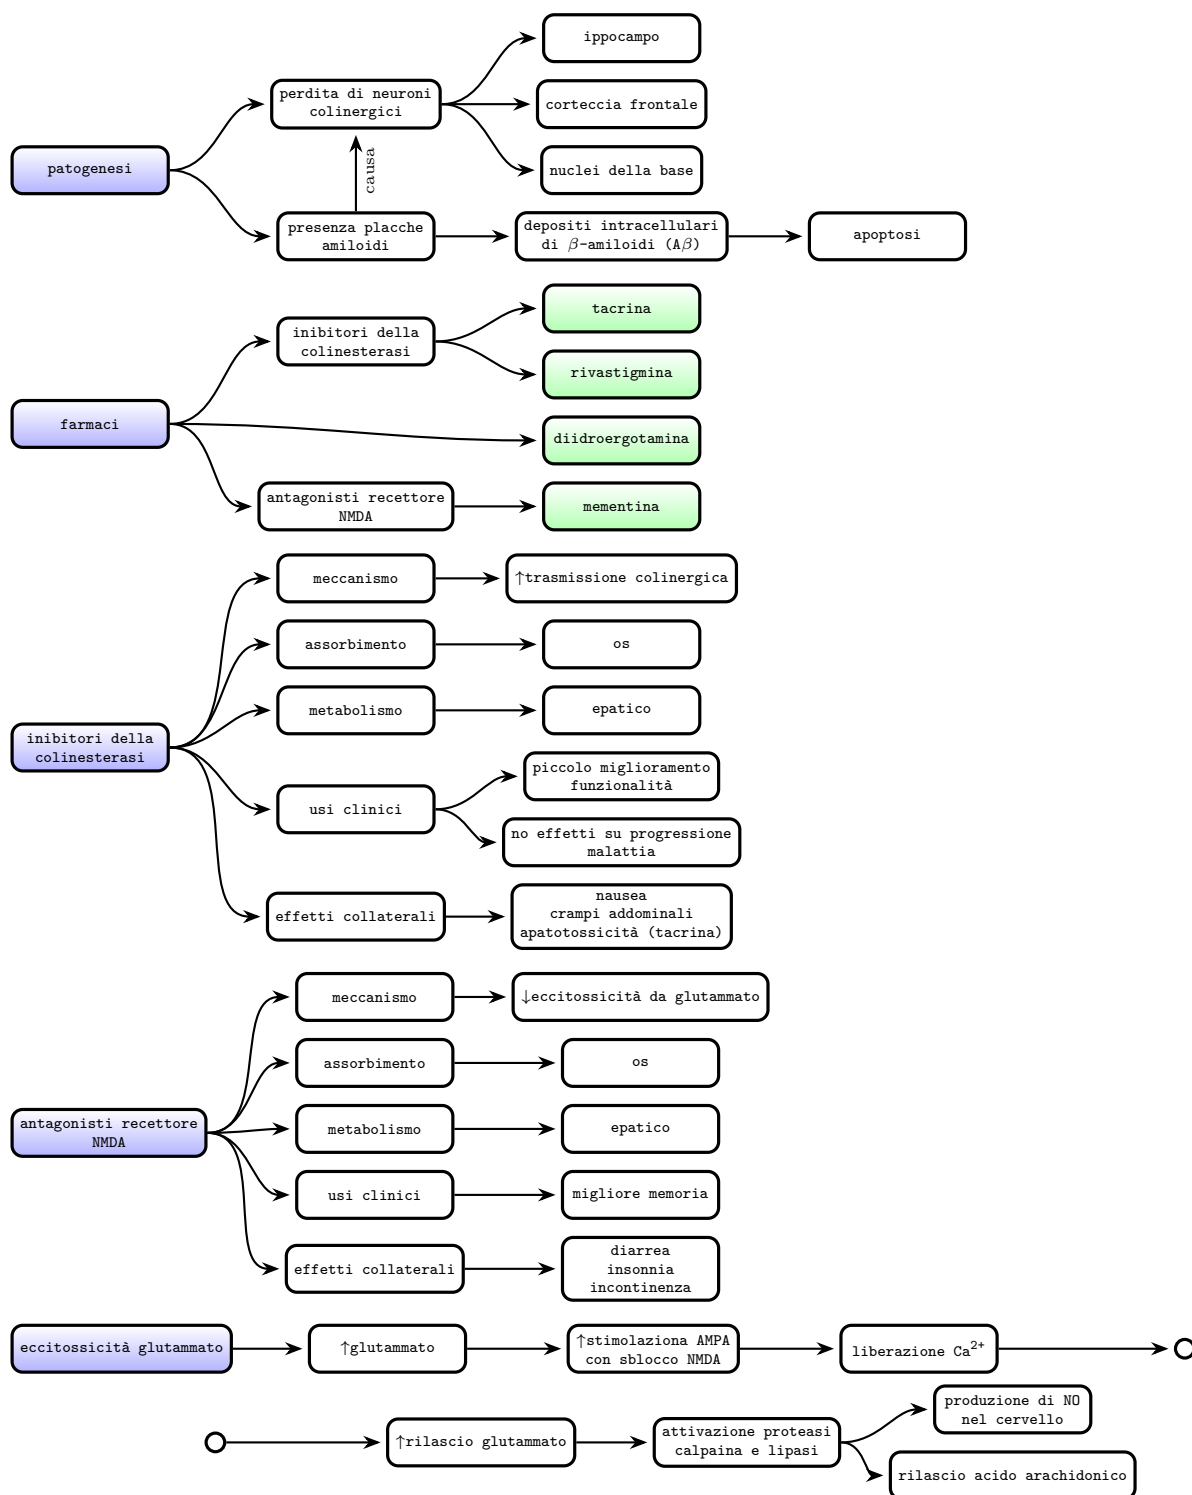 ippocampo
perdita di neuroni
colinergici
corteccia frontale
patogenesi
causa
nuclei della base
presenza placche
amiloidi
depositi intracellulari
di β-amiloidi (Aβ)
apoptosi
tacrina
inibitori della
colinesterasi
rivastigmina
farmaci
diidroergotamina
antagonisti recettore
NMDA
mementina
meccanismo
↑trasmissione colinergica
assorbimento
os
metabolismo
epatico
inibitori della
colinesterasi
piccolo miglioramento
funzionalità
usi clinici
no effetti su progressione
malattia
effetti collaterali
nausea
crampi addominali
apatotossicità (tacrina)
meccanismo
↓eccitossicità da glutammato
assorbimento
os
antagonisti recettore
NMDA
metabolismo
epatico
usi clinici
migliore memoria
effetti collaterali
diarrea
insonnia
incontinenza
eccitossicità glutammato
↑glutammato
↑stimolaziona AMPA
con sblocco NMDA
liberazione Ca²⁺
↑rilascio glutammato
attivazione proteasi
calpaina e lipasi
produzione di NO
nel cervello
rilascio acido arachidonico